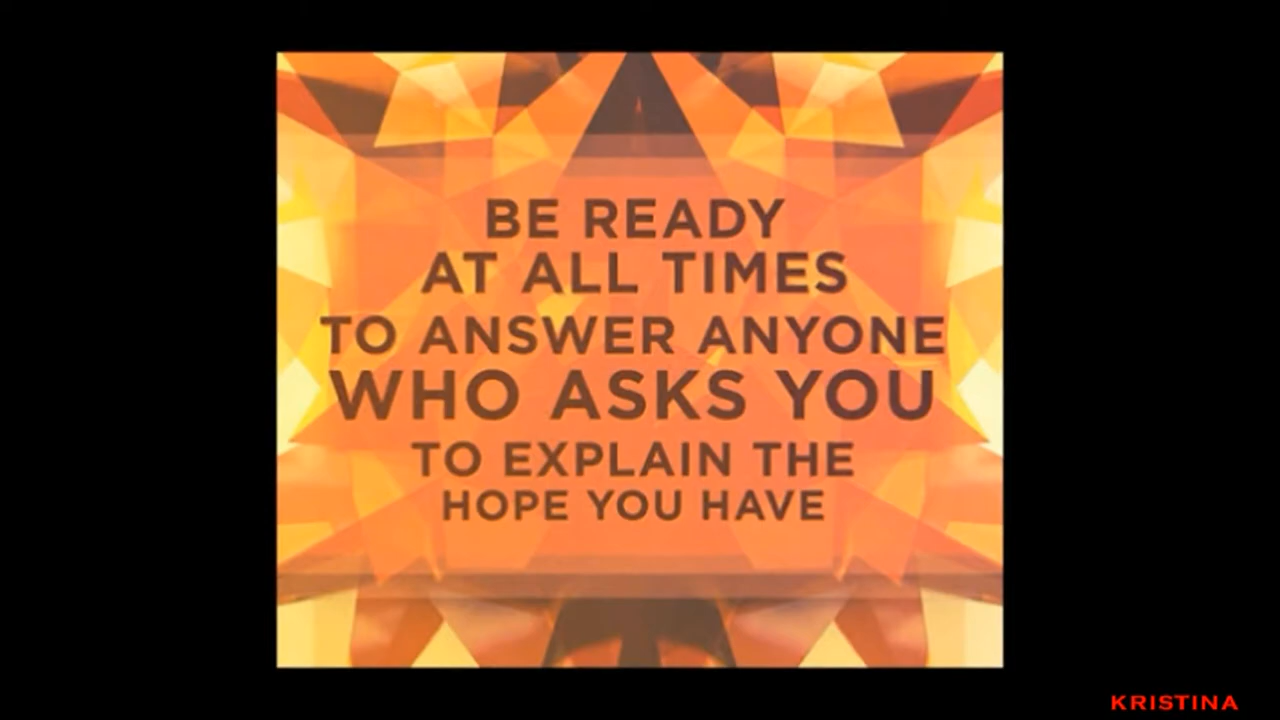 BE READY
AT ALL TIMES
TO ANSWER ANYONE
WHO ASKS YOU
TO EXPLAIN THE
HOPE YOU HAVE
KRISTINA